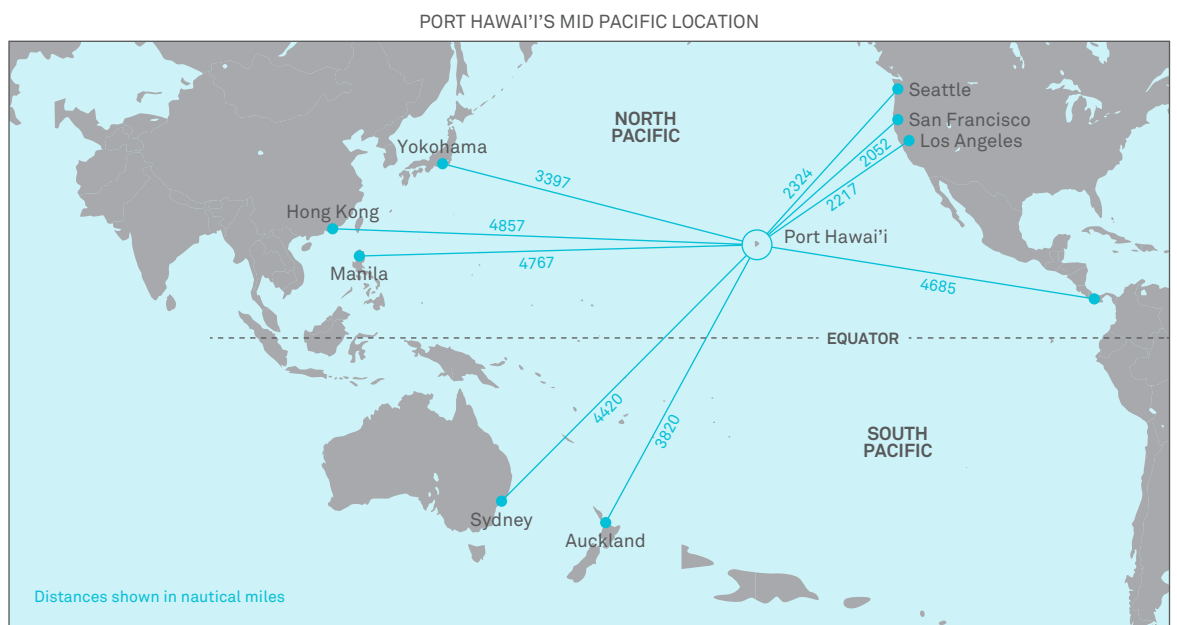 PORT HAWAI'I'S MID PACIFIC LOCATION
NORTH
PACIFIC
Seattle
San Francisco
Los Angeles
Yokohama
3397
2324
2052
2217
Hong Kong
4857
Port Hawai'i
4767
Manila
4685
EQUATOR
4420
3820
SOUTH
PACIFIC
Sydney
Auckland
Distances shown in nautical miles